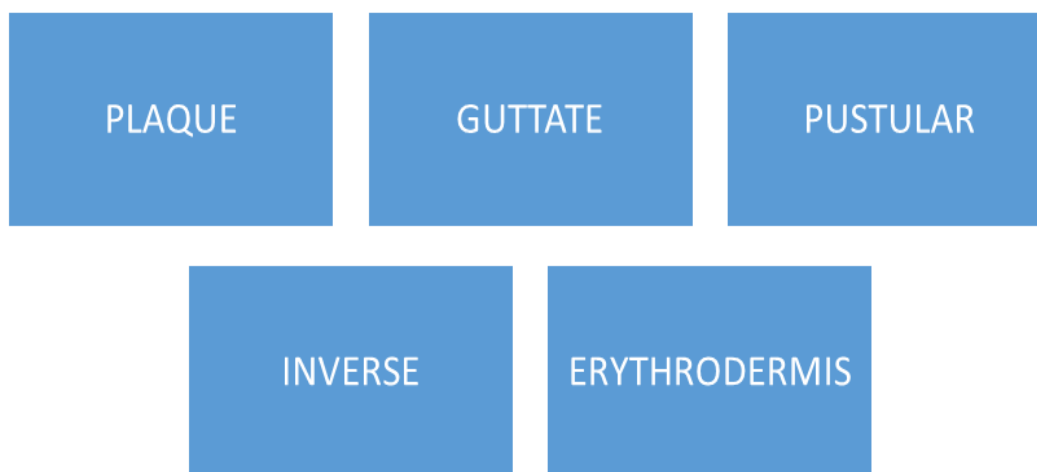 PLAQUE
GUTTATE
PUSTULAR
INVERSE
ERYTHRODERMIS